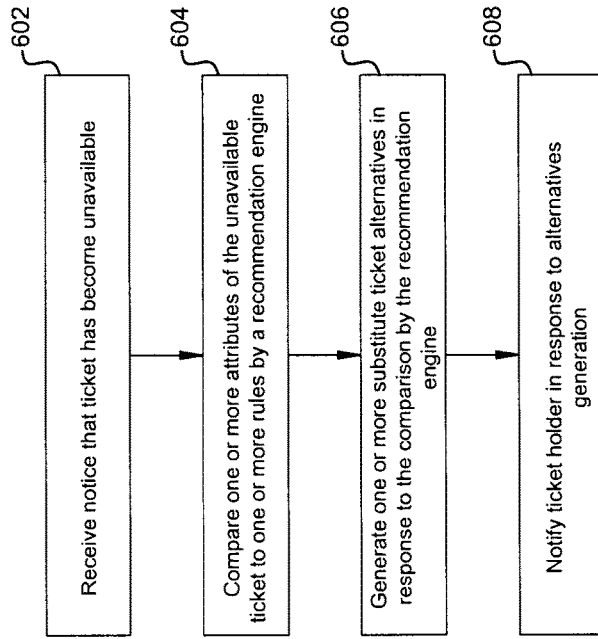 602
Receive notice that ticket has become unavailable
604
Compare one or more attributes of the unavailable
ticket to one or more rules by a recommendation engine
606
Generate one or more substitute ticket alternatives in
response to the comparison by the recommendation
engine
608
Notify ticket holder in response to alternatives
generation